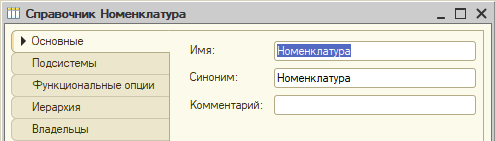 Справочник Номенклатура
Основные
Подсистемы
Функциональные опции
Иерархия
Владельцы
Имя: Номенклатура
Синоним: Номенклатура
Комментарий: